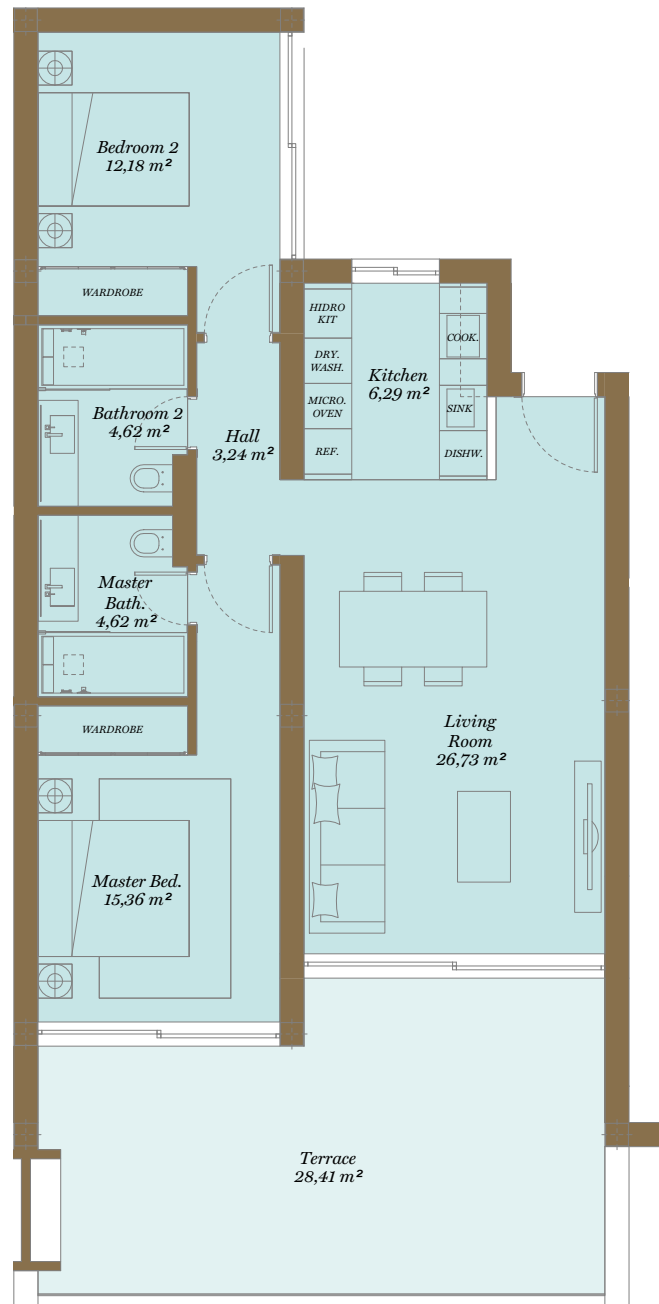 Bedroom 2
12,18 m²
WARDROBE
HIDRO
KIT
COOK.
DRY.
WASH.
Kitchen
6,29 m²
MICRO.
OVEN
SINK
Bathroom 2
4,62 m²
Hall
3,24 m²
REF.
DISHW.
Master
Bath.
4,62 m²
WARDROBE
Living
Room
26,73 m²
Master Bed.
15,36 m²
Terrace
28,41 m²